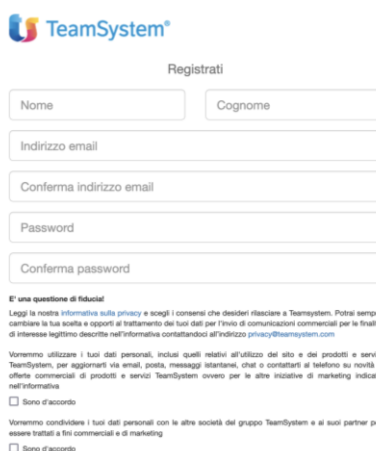 TeamSystem®
Registrati
Nome Cognome
Indirizzo email
Conferma indirizzo email
Password
Conferma password
E' una questione di fiducia!
Leggi la nostra informativa sulla privacy e scegli i consensi che desideri rilasciare a Teamsystem. Potrai sempre
cambiare la tua scelta e opporti al trattamento dei tuoi dati per l'invio di comunicazioni commerciali per le finalit
di interesse legittimo descritte nell'informativa contattandoci all'indirizzo privacy@teamsystem.com
Vorremmo utilizzare i tuoi dati personali, inclusi quelli relativi all'utilizzo del sito e dei prodotti e servi
TeamSystem, per aggiornarti via email, posta, messaggi istantanei, chat o contattarti al telefono su novità
offerte commerciali di prodotti e servizi TeamSystem ovvero per le altre iniziative di marketing indicat
nell'informativa
Sono d'accordo
Vorremmo condividere i tuoi dati personali con le altre società del gruppo TeamSystem e ai suoi partner pe
essere trattati a fini commerciali e di marketing
Sono d'accordo